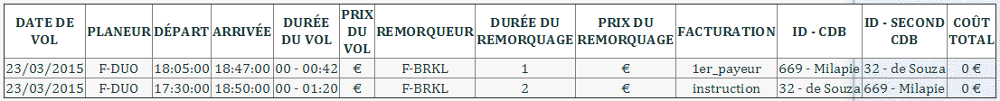 DATE DE VOL PLANEUR DÉPART ARRIVÉE DURÉE DU VOL PRIX DU VOL REMORQUEUR DURÉE DU REMORQUAGE PRIX DU REMORQUAGE FACTURATION ID - CDB ID - SECOND CDB COÛT TOTAL
23/03/2015 F-DUO 18:05:00 18:47:00 00 - 00:42 € F-BRKL 1 € 1er_payeur 669 - Milapie 32 - de Souza 0 €
23/03/2015 F-DUO 17:30:00 18:50:00 00 - 01:20 € F-BRKL 2 € instruction 32 - de Souza 669 - Milapie 0 €